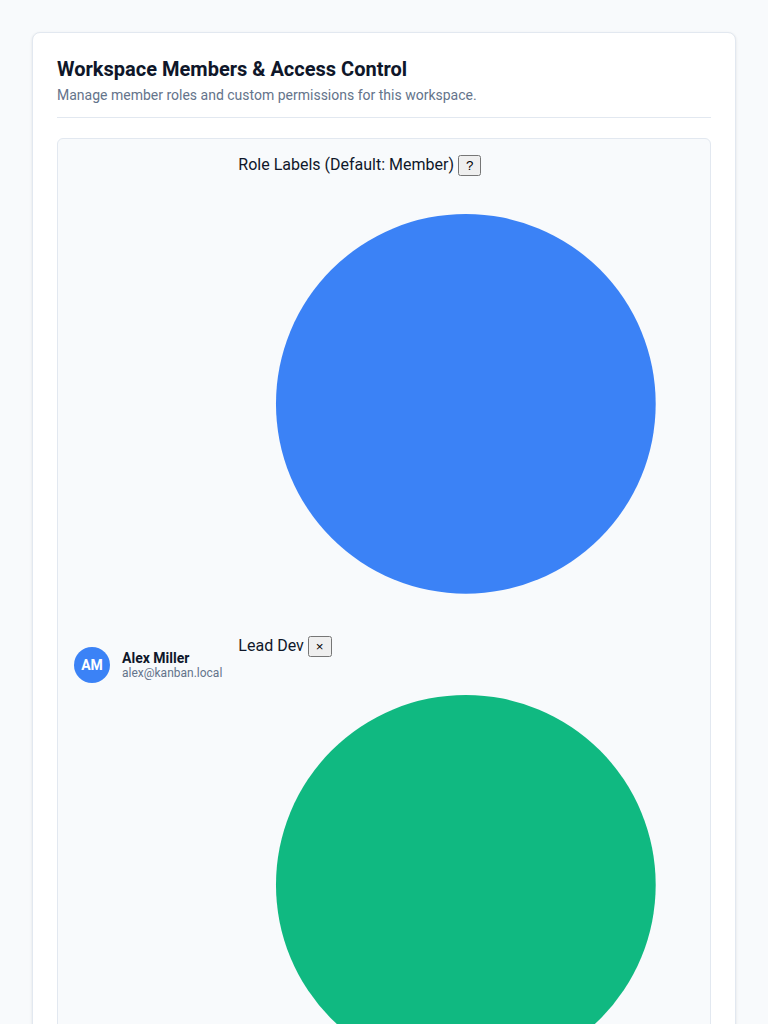 Workspace Members & Access Control
Manage member roles and custom permissions for this workspace.
Role Labels (Default: Member) ?
Lead Dev ×
AM
Alex Miller
alex@kanban.local